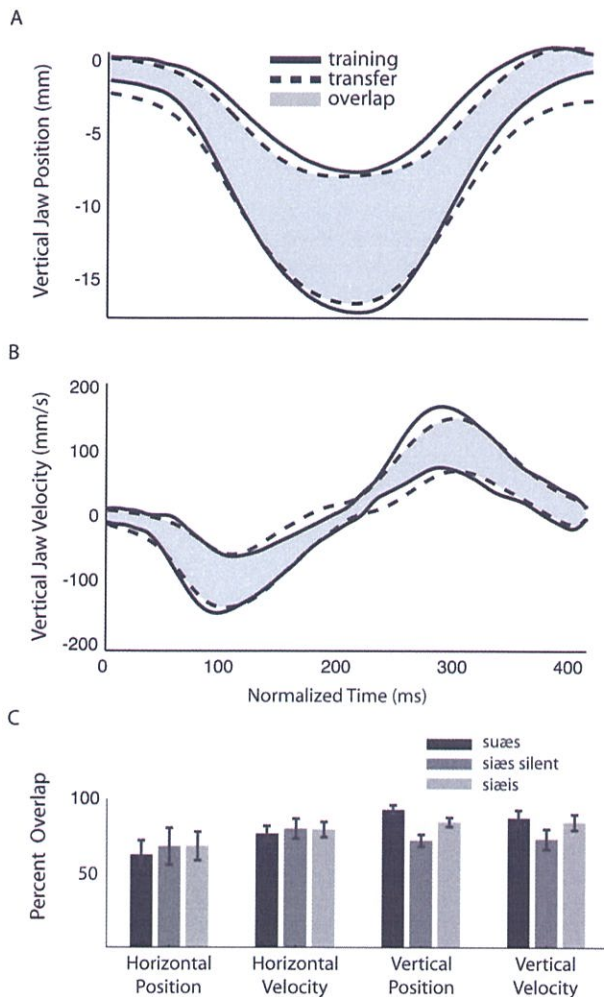 A
Vertical Jaw Position (mm)
0
-5
-10
-15
training
transfer
overlap
B
Vertical Jaw Velocity (mm/s)
200
100
0
-100
-200
0
100
200
300
400
Normalized Time (ms)
C
suæs
siæs silent
siæis
Percent Overlap
100
50
Horizontal Position
Horizontal Velocity
Vertical Position
Vertical Velocity